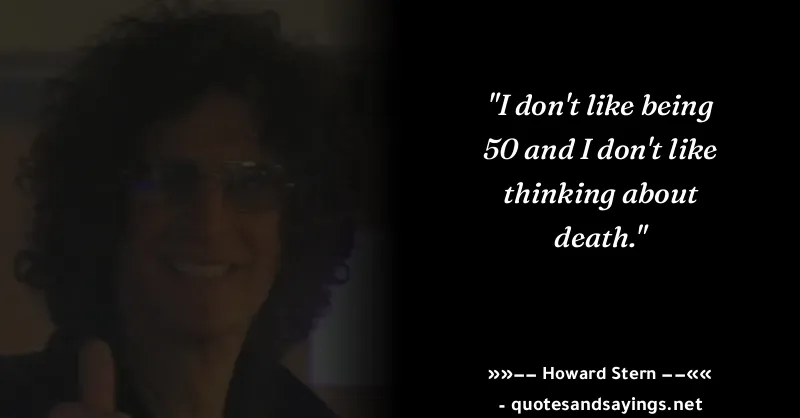 "I don't like being
50 and I don't like
thinking about
death."
»»−− Howard Stern −−««
- quotesandsayings.net